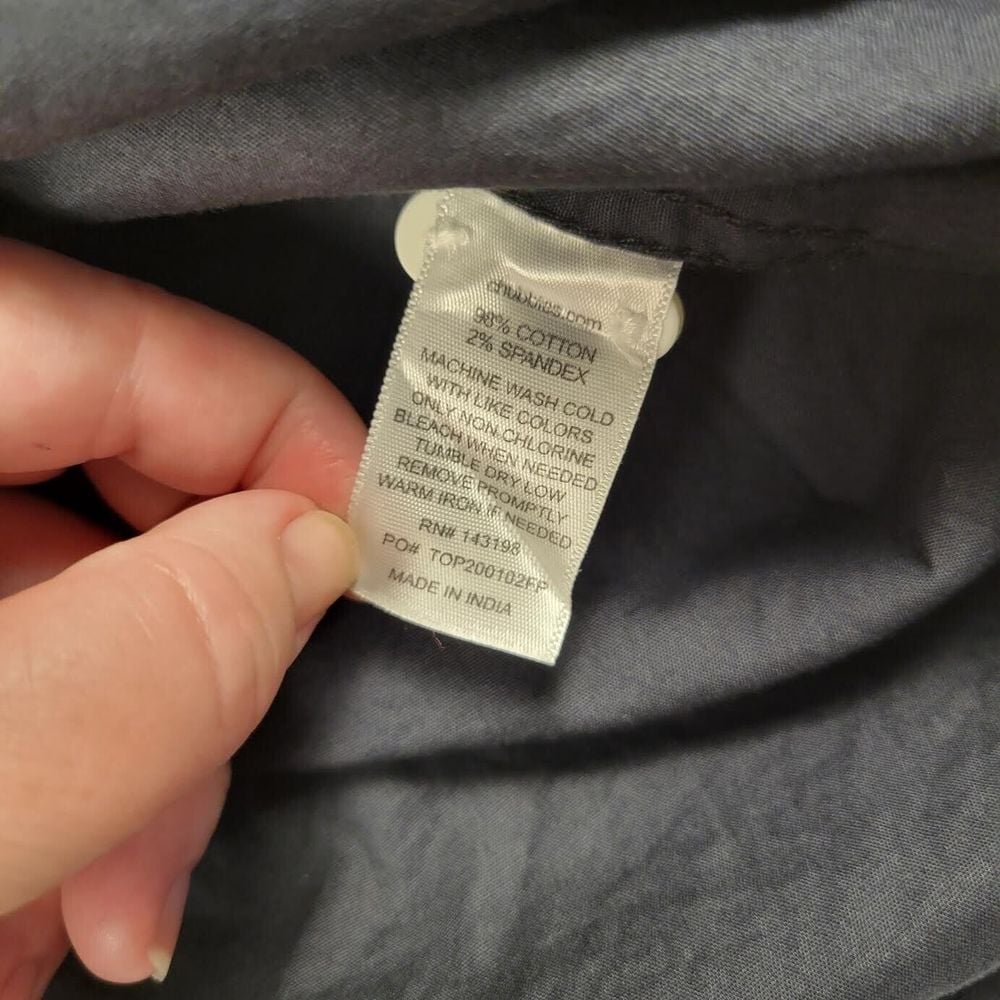 chubbies.com
98% COTTON
2% SPANDEX
MACHINE WASH COLD
WITH LIKE COLORS
ONLY NON CHLORINE
BLEACH WHEN NEEDED
TUMBLE DRY LOW
REMOVE PROMPTLY
WARM IRON IF NEEDED
RN# 143198
PO# TOP200102FP
MADE IN INDIA